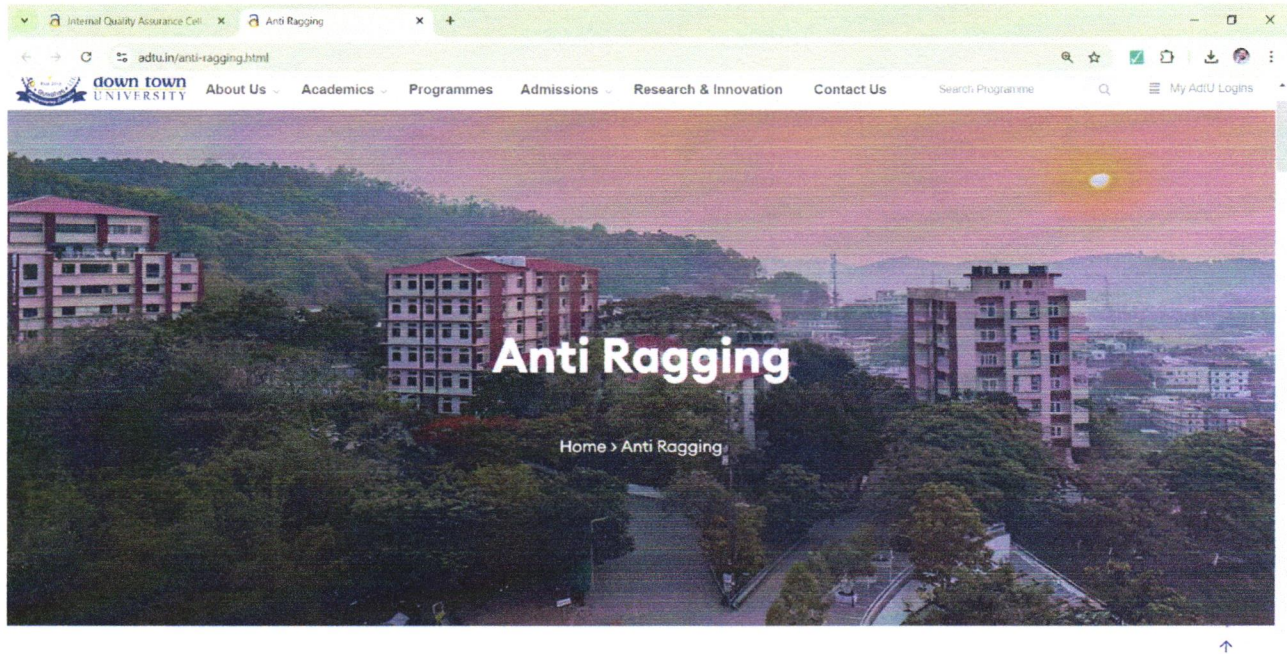 Internal Quality Assurance Cell
Anti Ragging
adtu.in/anti-ragging.html
down town
UNIVERSITY
About Us
Academics
Programmes
Admissions
Research & Innovation
Contact Us
Search Programme
My AdtU Logins
Anti Ragging
Home › Anti Ragging